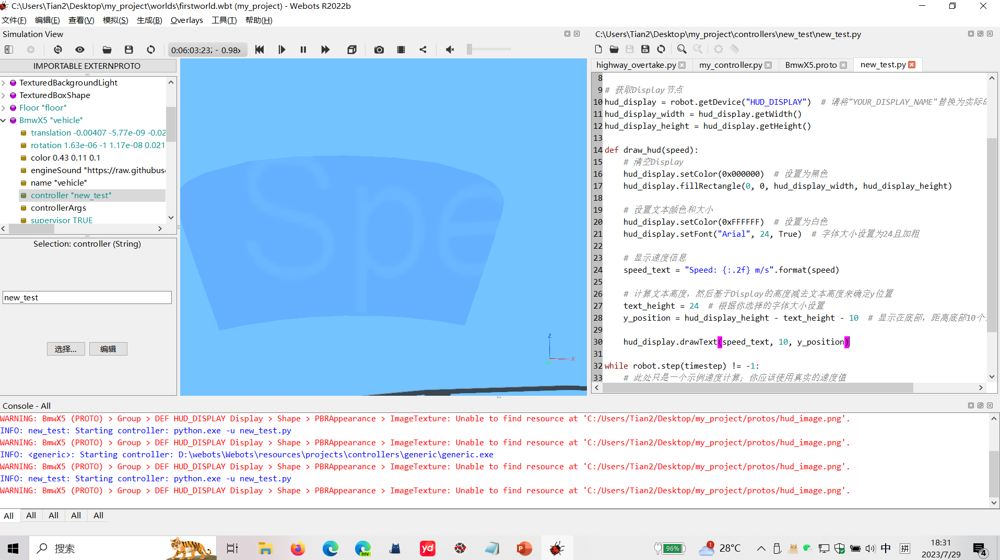 C:\Users\Tian2\Desktop\my_project\worlds\firstworld.wbt (my_project) - Webots R2022b
文件(F) 编辑(E) 查看(V) 模拟(S) 生成(B) Overlays 工具(T) 帮助(H)
Simulation View
0:06:03:232 - 0.98x
IMPORTABLE EXTERNPROTO
TexturedBackgroundLight
TexturedBoxShape
Floor "floor"
BmwX5 "vehicle"
translation -0.00407 -5.77e-09 -0.02
rotation 1.63e-06 -1 1.17e-08 0.021
color 0.43 0.11 0.1
engineSound "https://raw.githubus
name "vehicle"
controller "new_test"
controllerArgs
supervisor TRUE
Selection: controller (String)
new_test
选择... 编辑
Spe
z
x
y
C:\Users\Tian2\Desktop\my_project\controllers\new_test\new_test.py
highway_overtake.py my_controller.py BmwX5.proto new_test.py
8
9 # 获取Display节点
10 hud_display = robot.getDevice("HUD_DISPLAY")  # 请将"YOUR_DISPLAY_NAME"替换为实际
11 hud_display_width = hud_display.getWidth()
12 hud_display_height = hud_display.getHeight()
13
14 def draw_hud(speed):
15     # 清空Display
16     hud_display.setColor(0x000000)  # 设置为黑色
17     hud_display.fillRectangle(0, 0, hud_display_width, hud_display_height)
18
19     # 设置文本颜色和大小
20     hud_display.setColor(0xFFFFFF)  # 设置为白色
21     hud_display.setFont("Arial", 24, True)  # 字体大小设置为24且加粗
22
23     # 显示速度信息
24     speed_text = "Speed: {:.2f} m/s".format(speed)
25
26     # 计算文本高度，然后基于Display的高度减去文本高度来确定y位置
27     text_height = 24  # 根据你选择的字体大小设置
28     y_position = hud_display_height - text_height - 10  # 显示在底部，距离底部10个
29
30     hud_display.drawText(speed_text, 10, y_position)
31
32 while robot.step(timestep) != -1:
33     # 此处只是一个示例速度计算；你应该使用真实的速度值
Console - All
WARNING: BmwX5 (PROTO) > Group > DEF HUD_DISPLAY Display > Shape > PBRAppearance > ImageTexture: Unable to find resource at 'C:/Users/Tian2/Desktop/my_project/protos/hud_image.png'.
INFO: new_test: Starting controller: python.exe -u new_test.py
WARNING: BmwX5 (PROTO) > Group > DEF HUD_DISPLAY Display > Shape > PBRAppearance > ImageTexture: Unable to find resource at 'C:/Users/Tian2/Desktop/my_project/protos/hud_image.png'.
INFO: <generic>: Starting controller: D:\webots\Webots\resources\projects\controllers\generic\generic.exe
WARNING: BmwX5 (PROTO) > Group > DEF HUD_DISPLAY Display > Shape > PBRAppearance > ImageTexture: Unable to find resource at 'C:/Users/Tian2/Desktop/my_project/protos/hud_image.png'.
INFO: new_test: Starting controller: python.exe -u new_test.py
WARNING: BmwX5 (PROTO) > Group > DEF HUD_DISPLAY Display > Shape > PBRAppearance > ImageTexture: Unable to find resource at 'C:/Users/Tian2/Desktop/my_project/protos/hud_image.png'.
All All All All All
搜索 DEV yd P 96% 1 28°C 中 拼
18:31
2023/7/29
4